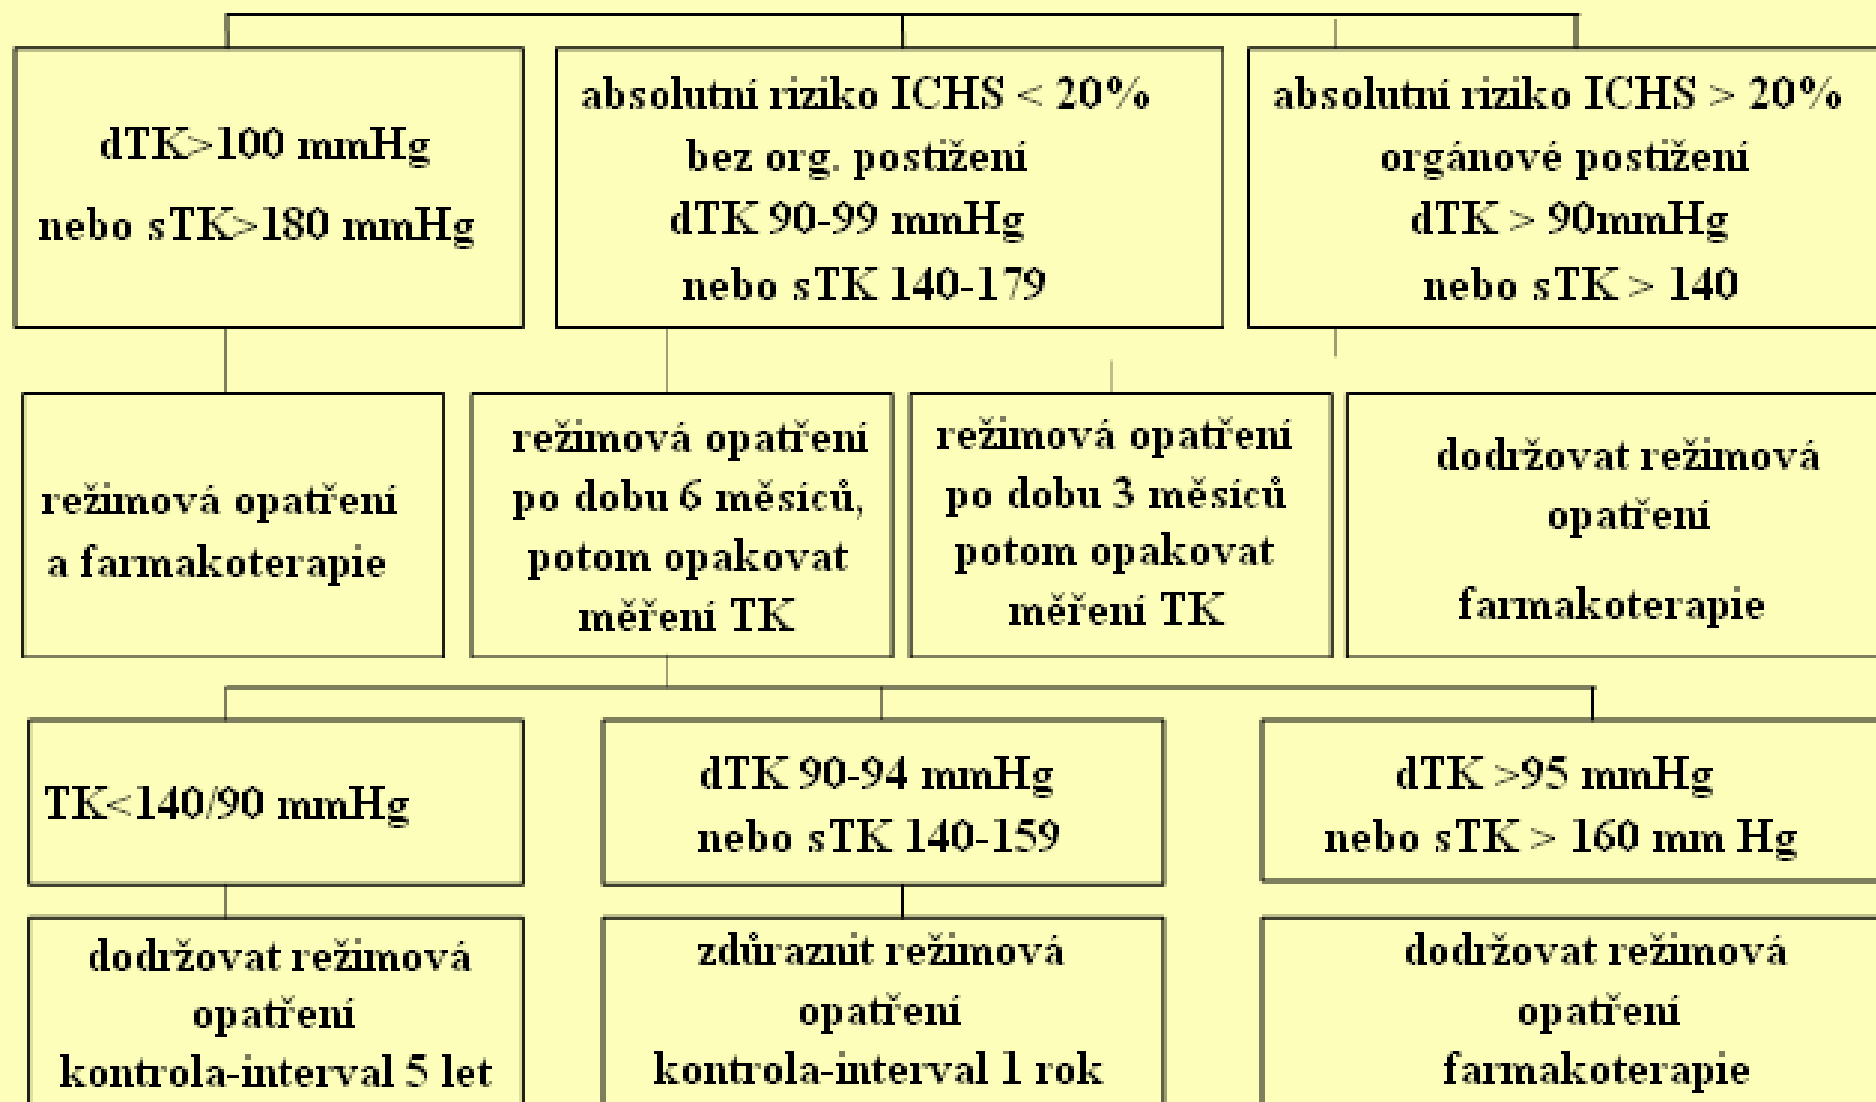 dTK>100 mmHg
nebo sTK>180 mmHg
absolutní riziko ICHS < 20%
bez org. postižení
dTK 90-99 mmHg
nebo sTK 140-179
absolutní riziko ICHS > 20%
orgánové postižení
dTK > 90mmHg
nebo sTK > 140
režimová opatření
a farmakoterapie
režimová opatření
po dobu 6 měsíců,
potom opakovat
měření TK
režimová opatření
po dobu 3 měsíců
potom opakovat
měření TK
dodržovat režimová
opatření
farmakoterapie
TK<140/90 mmHg
dTK 90-94 mmHg
nebo sTK 140-159
dTK >95 mmHg
nebo sTK > 160 mm Hg
dodržovat režimová
opatření
kontrola-interval 5 let
zdůraznit režimová
opatření
kontrola-interval 1 rok
dodržovat režimová
opatření
farmakoterapie